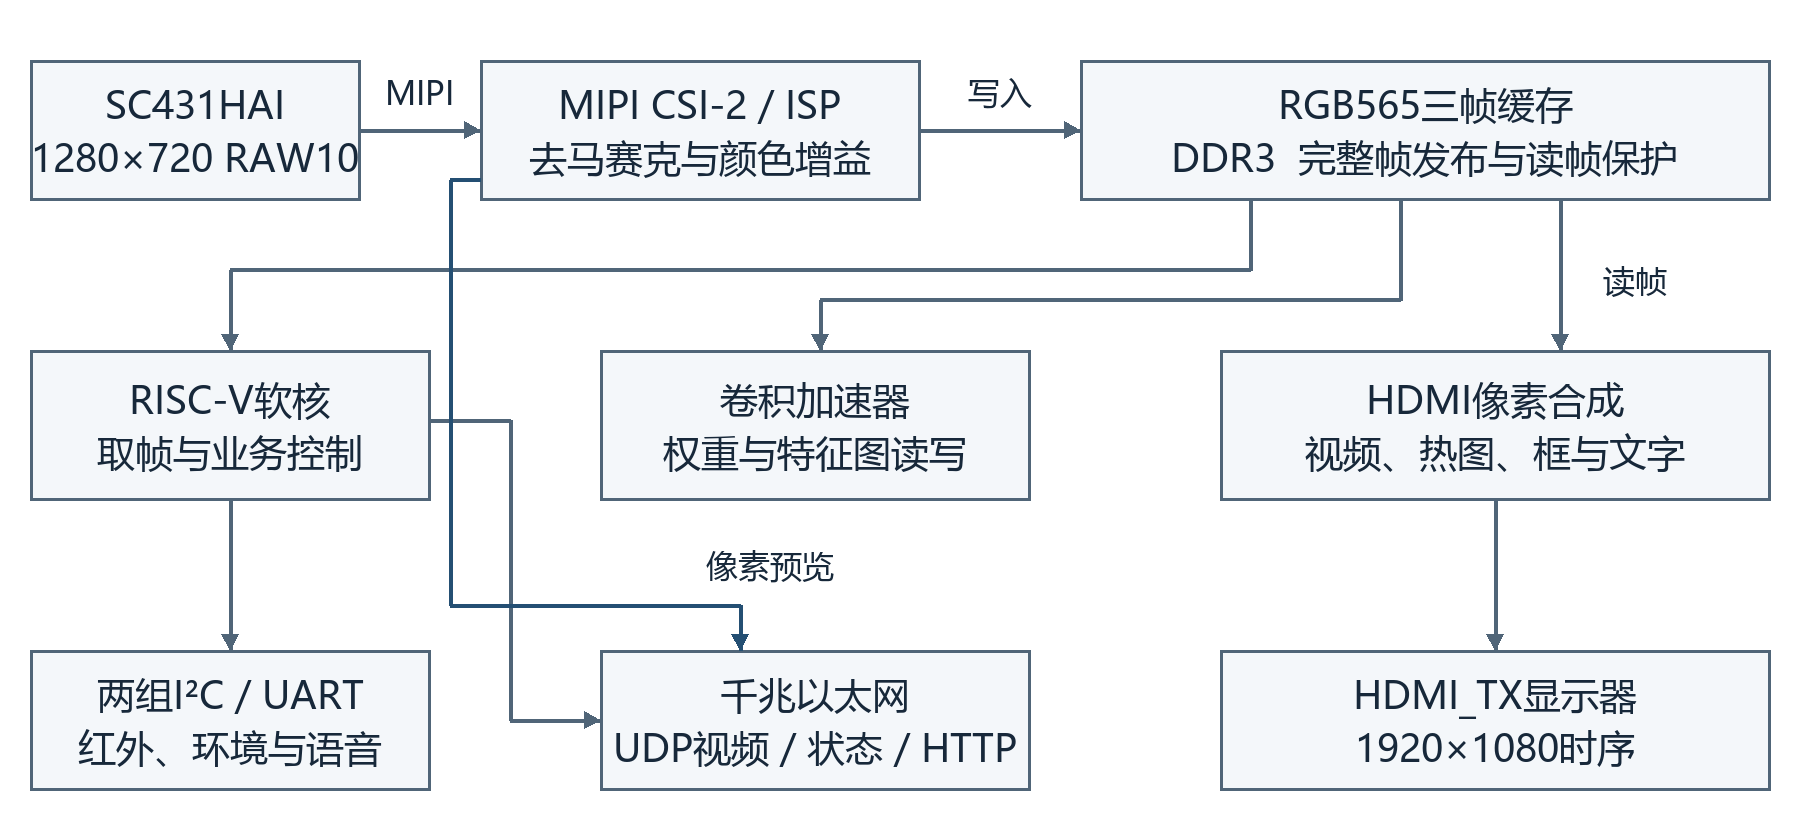 SC431HAI
1280×720 RAW10
MIPI
MIPI CSI-2 / ISP
去马赛克与颜色增益
写入
RGB565三帧缓存
DDR3 完整帧发布与读帧保护
读帧
RISC-V软核
取帧与业务控制
卷积加速器
权重与特征图读写
HDMI像素合成
视频、热图、框与文字
像素预览
两组I²C / UART
红外、环境与语音
千兆以太网
UDP视频 / 状态 / HTTP
HDMI_TX显示器
1920×1080时序